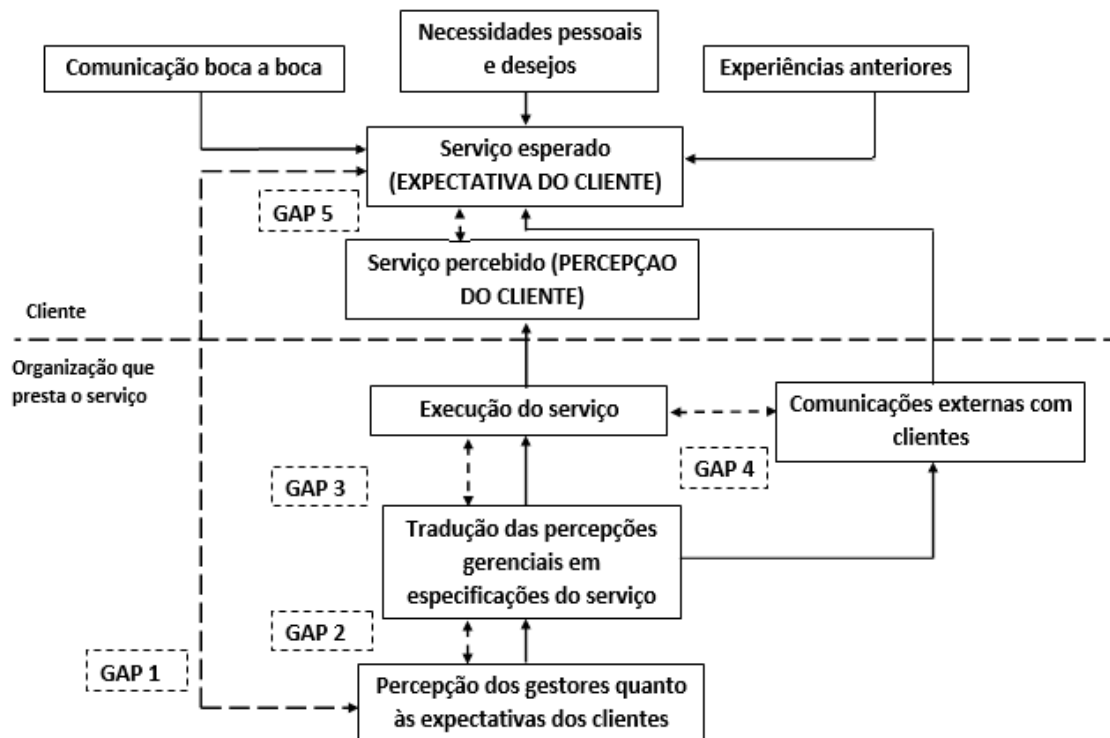 Comunicação boca a boca
Necessidades pessoais
e desejos
Experiências anteriores
Serviço esperado
(EXPECTATIVA DO CLIENTE)
GAP 5
Serviço percebido (PERCEPÇAO
DO CLIENTE)
Cliente
Organização que
presta o serviço
Execução do serviço
Comunicações externas com
clientes
GAP 4
GAP 3
Tradução das percepções
gerenciais em
especificações do serviço
GAP 2
GAP 1
Percepção dos gestores quanto
às expectativas dos clientes